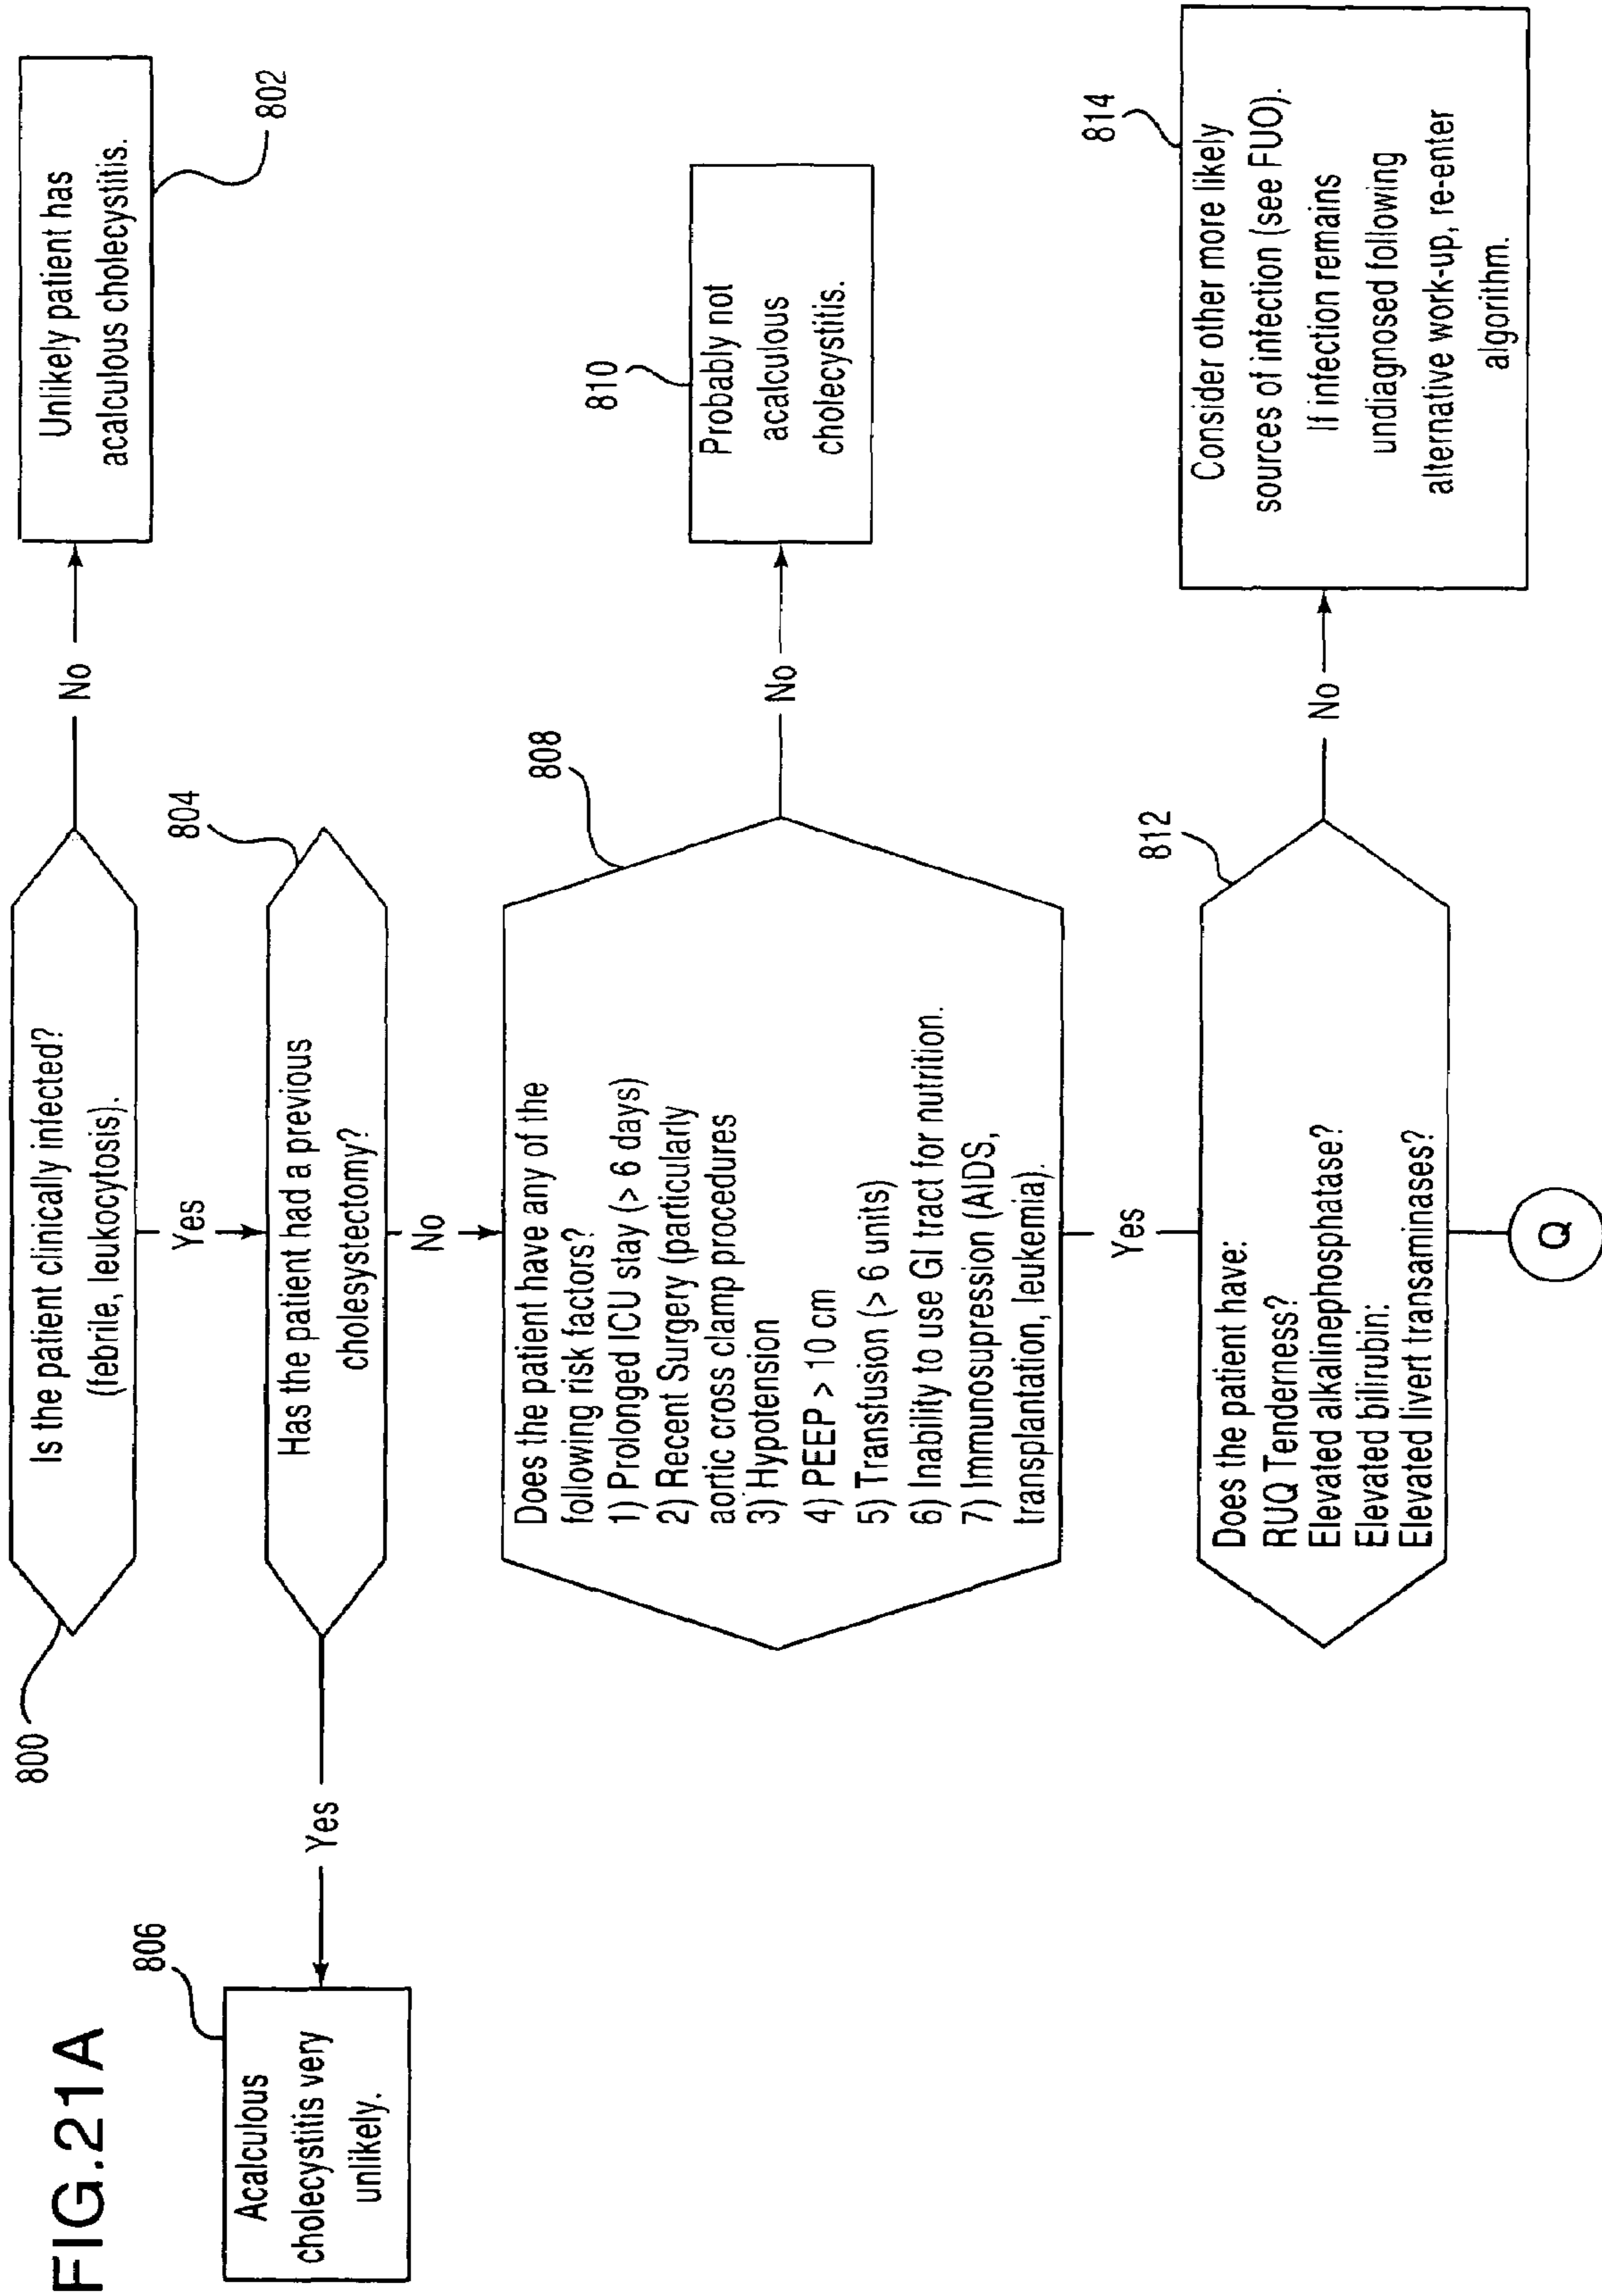 FIG.21A
800
Is the patient clinically infected?
(febrile, leukocytosis).
No
Unlikely patient has
acalculous cholecystitis.
802
Yes
804
Has the patient had a previous
cholesystectomy?
Yes
806
Acalculous
cholecystitis very
unlikely.
No
808
Does the patient have any of the
following risk factors?
1) Prolonged ICU stay (> 6 days)
2) Recent Surgery (particularly
aortic cross clamp procedures
3) Hypotension
4) PEEP > 10 cm
5) Transfusion (> 6 units)
6) Inability to use GI tract for nutrition.
7) Immunosupression (AIDS,
transplantation, leukemia).
No
810
Probably not
acalculous
cholecystitis.
Yes
812
Does the patient have:
RUQ Tenderness?
Elevated alkalinephosphatase?
Elevated bilirubin:
Elevated livert transaminases?
No
814
Consider other more likely
sources of infection (see FUO).
If infection remains
undiagnosed following
alternative work-up, re-enter
algorithm.
Q